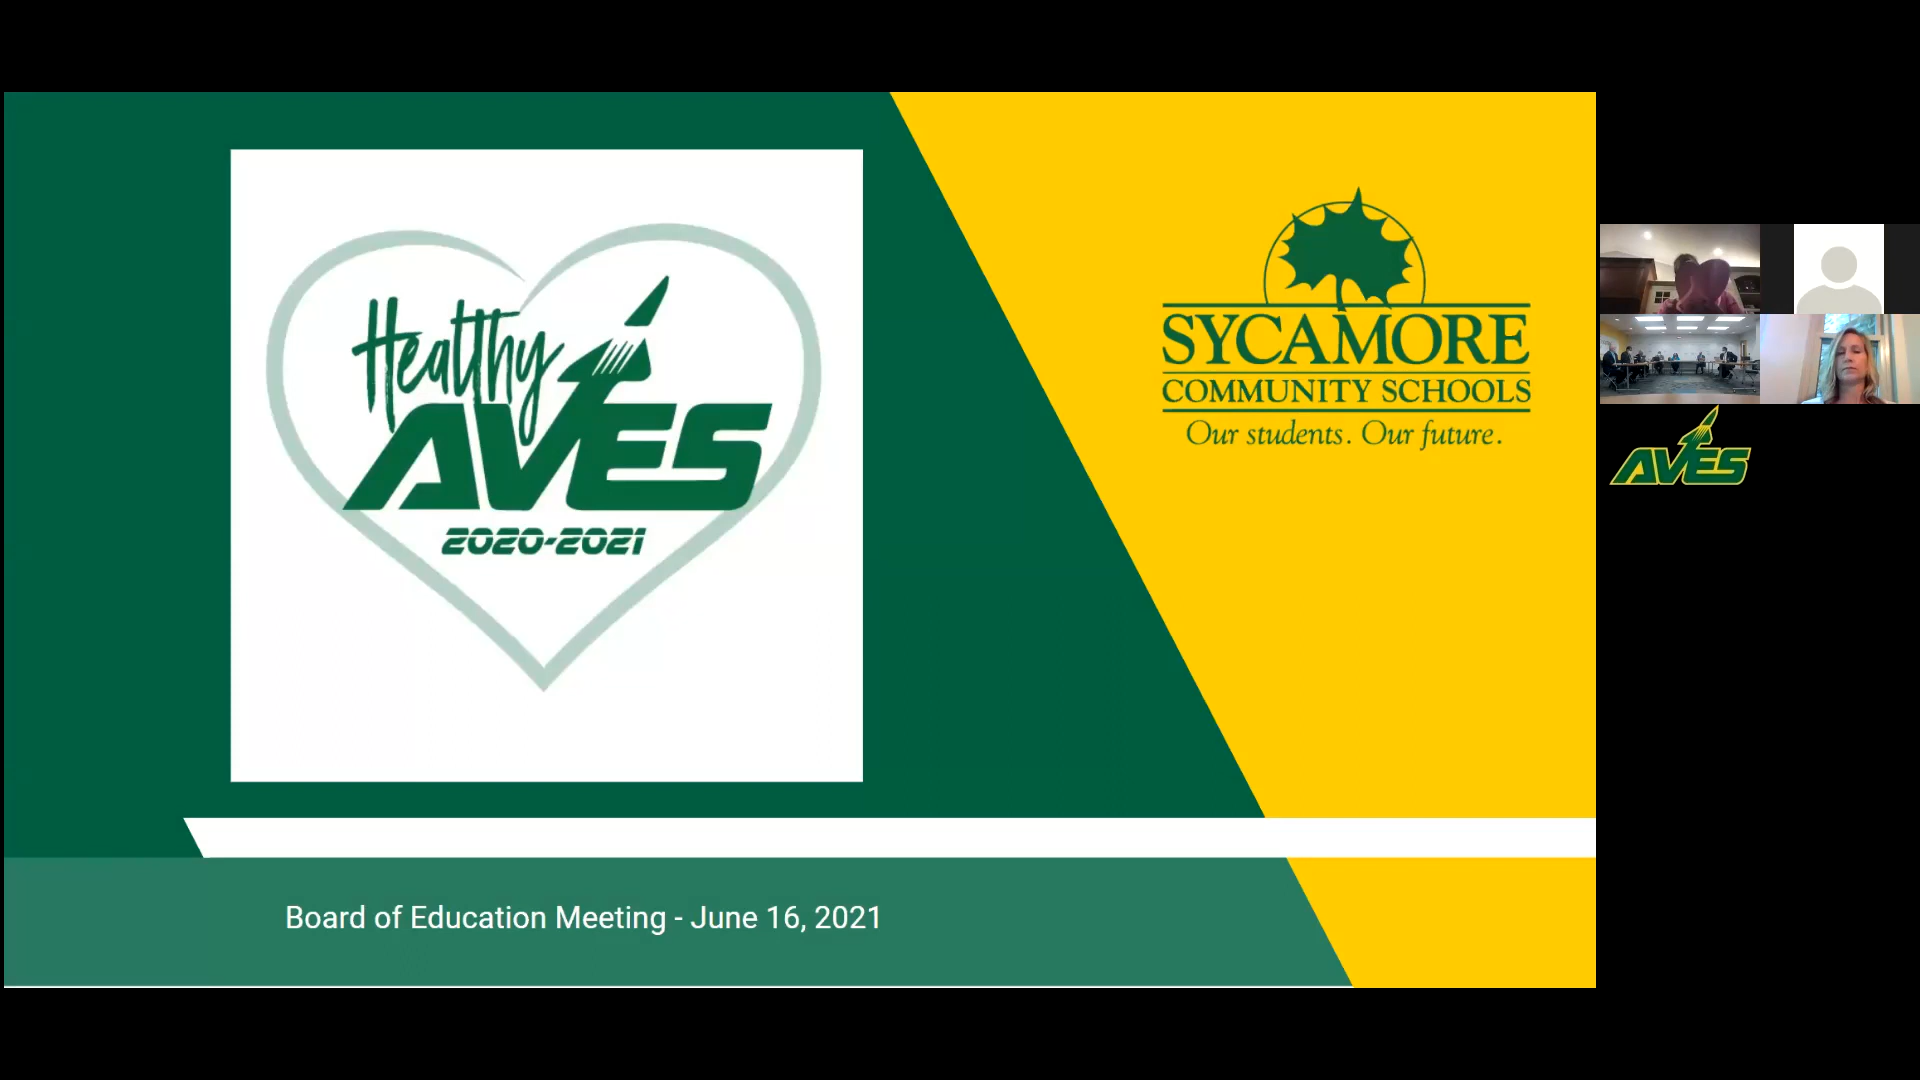 Healthy
AVES
2020-2021
SYCAMORE
COMMUNITY SCHOOLS
Our students. Our future.
AVES
Board of Education Meeting - June 16, 2021